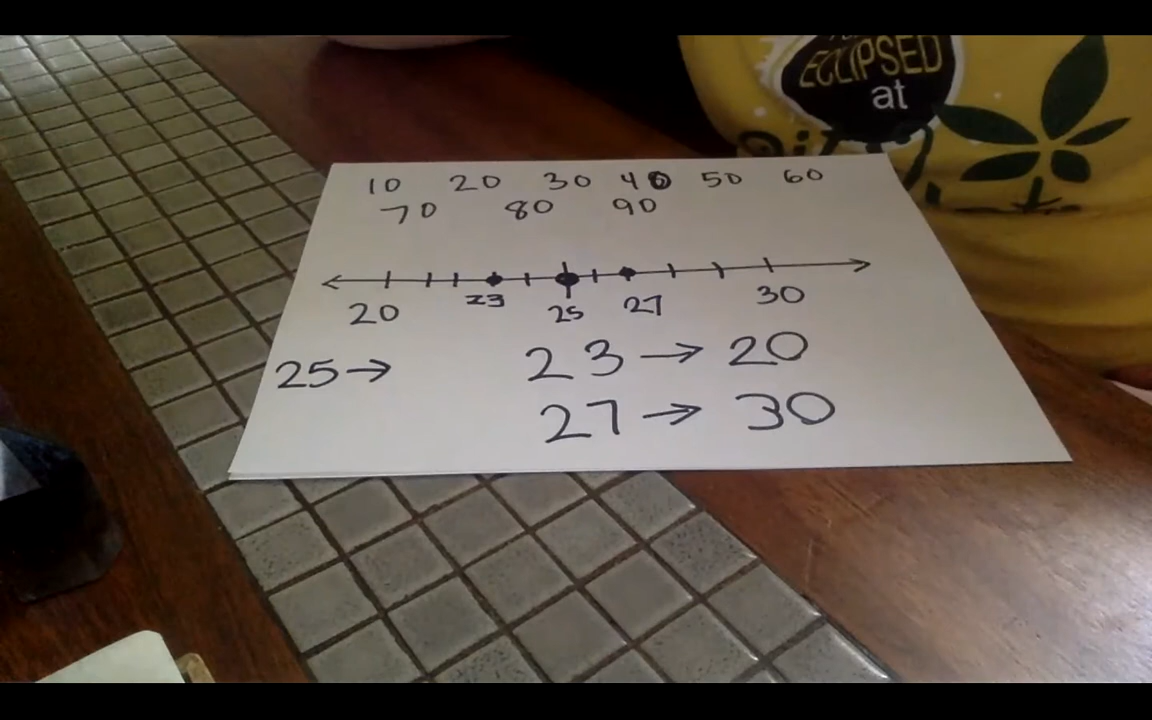 ECLIPSED
at
10 20 30 40 50 60
70 80 90
23 25 27
20 30
25→ 23 → 20
27 → 30